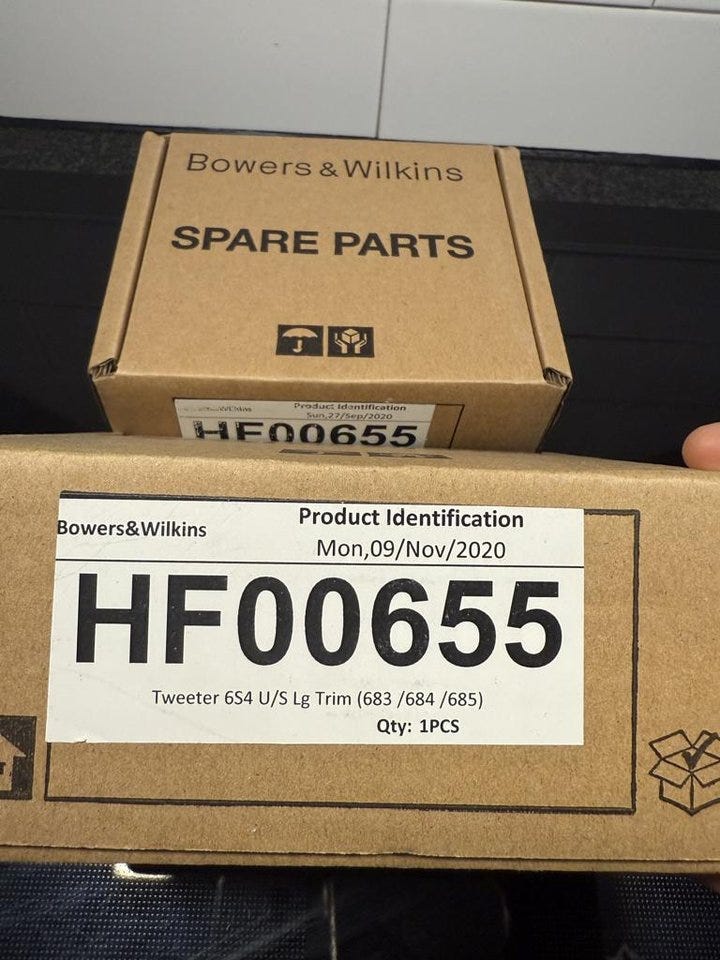 Bowers & Wilkins
SPARE PARTS
Product Identification
Sun,27/Sep/2020
HF00655
Bowers&Wilkins
Product Identification
Mon,09/Nov/2020
HF00655
Tweeter 6S4 U/S Lg Trim (683 /684 /685)
Qty: 1PCS